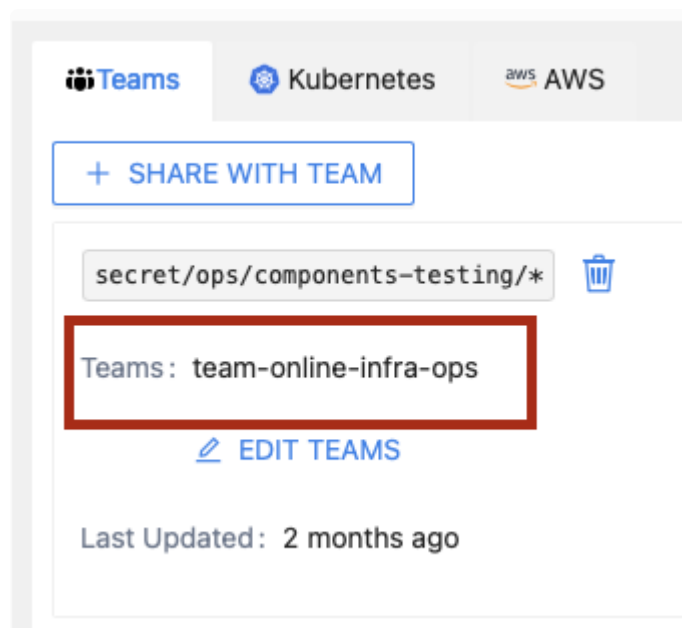 Teams
Kubernetes
aws AWS
+ SHARE WITH TEAM
secret/ops/components-testing/*
Teams: team-online-infra-ops
EDIT TEAMS
Last Updated: 2 months ago